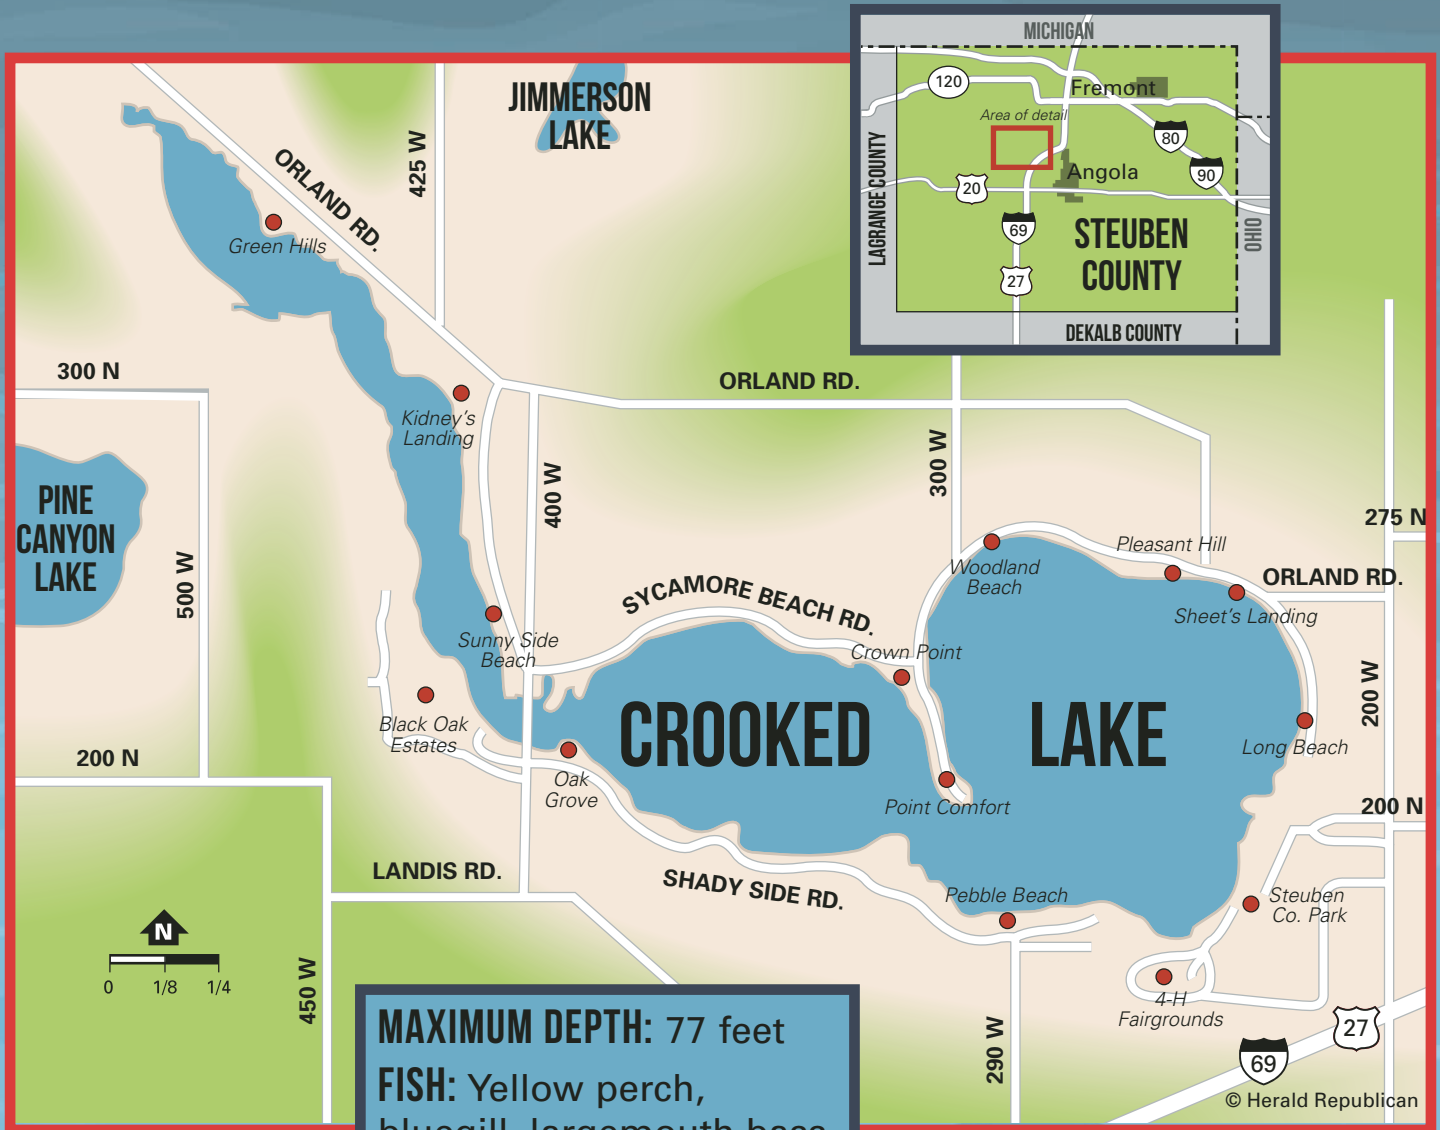 MICHIGAN
120
Fremont
Area of detail
80
90
LAGRANGE COUNTY
20
Angola
69
STEUBEN
COUNTY
OHIO
27
DEKALB COUNTY
JIMMERSON
LAKE
425 W
ORLAND RD.
Green Hills
300 N
ORLAND RD.
Kidney's
Landing
300 W
400 W
PINE
CANYON
LAKE
500 W
275 N
Pleasant Hill
Woodland
Beach
ORLAND RD.
SYCAMORE BEACH RD.
Sheet's Landing
Sunny Side
Beach
Crown Point
200 W
Black Oak
Estates
CROOKED
LAKE
Long Beach
200 N
Oak
Grove
Point Comfort
200 N
LANDIS RD.
SHADY SIDE RD.
Pebble Beach
Steuben
Co. Park
N
0 1/8 1/4
450 W
4-H
Fairgrounds
290 W
27
69
MAXIMUM DEPTH: 77 feet
FISH: Yellow perch,
bluegill, largemouth bass
© Herald Republican